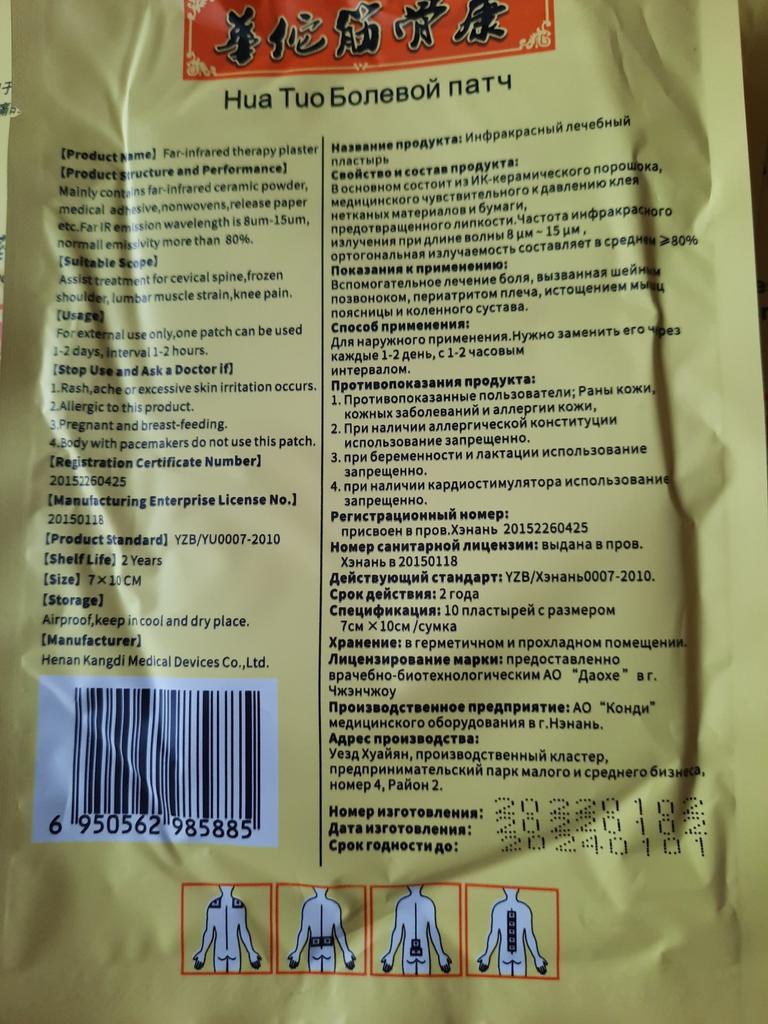 华佗筋骨康
Hua Tuo Болевой патч
【Product Name】Far-infrared therapy plaster
【Product Structure and Performance】
Mainly contains far-infrared ceramic powder,
medical adhesive,nonwovens,release paper
etc.Far IR emission wavelength is 8um-15um,
normall emissivity more than 80%.
【Suitable Scope】
Assist treatment for cevical spine,frozen
shoulder, lumbar muscle strain,knee pain.
【Usage】
For external use only,one patch can be used
1-2 days, interval 1-2 hours.
【Stop Use and Ask a Doctor if】
1.Rash,ache or excessive skin irritation occurs.
2.Allergic to this product.
3.Pregnant and breast-feeding.
4.Body with pacemakers do not use this patch.
【Registration Certificate Number】
20152260425
【Manufacturing Enterprise License No.】
20150118
【Product Standard】YZB/YU0007-2010
【Shelf Life】2 Years
【Size】7×10CM
【Storage】
Airproof,keep in cool and dry place.
【Manufacturer】
Henan Kangdi Medical Devices Co.,Ltd.
6 950562 985885
Название продукта: Инфракрасный лечебный
пластырь
Свойство и состав продукта:
В основном состоит из ИК-керамического порошока,
медицинского чувствительного к давлению клея
нетканых материалов и бумаги,
предотвращенного липкости.Частота инфракрасного
излучения при длине волны 8 μм ~ 15 μм ,
ортогональная излучаемость составляет в среднем ≥80%
Показания к применению:
Вспомогательное лечение боля, вызванная шейным
позвоноком, периатритом плеча, истощением мышц
поясницы и коленного сустава.
Способ применения:
Для наружного применения.Нужно заменить его через
каждые 1-2 день, с 1-2 часовым
интервалом.
Противопоказания продукта:
1. Противопоказанные пользователи; Раны кожи,
кожных заболеваний и аллергии кожи,
2. При наличии аллергической конституции
использование запрещенно.
3. при беременности и лактации использование
запрещенно.
4. при наличии кардиостимулятора использование
запрещенно.
Регистрационный номер:
присвоен в пров.Хэнань 20152260425
Номер санитарной лицензии: выдана в пров.
Хэнань в 20150118
Действующий стандарт: YZB/Хэнань0007-2010.
Срок действия: 2 года
Спецификация: 10 пластырей с размером
7см ×10см /сумка
Хранение: в герметичном и прохладном помещении.
Лицензирование марки: предоставленно
врачебно-биотехнологическим АО “Даохе” в г.
Чжэнчжоу
Производственное предприятие: АО “Конди”
медицинского оборудования в г.Нэнань.
Адрес производства:
Уезд Хуайян, производственный кластер,
предпринимательский парк малого и среднего бизнеса,
номер 4, Район 2.
Номер изготовления: 20220102
Дата изготовления: 20220102
Срок годности до: 20240101